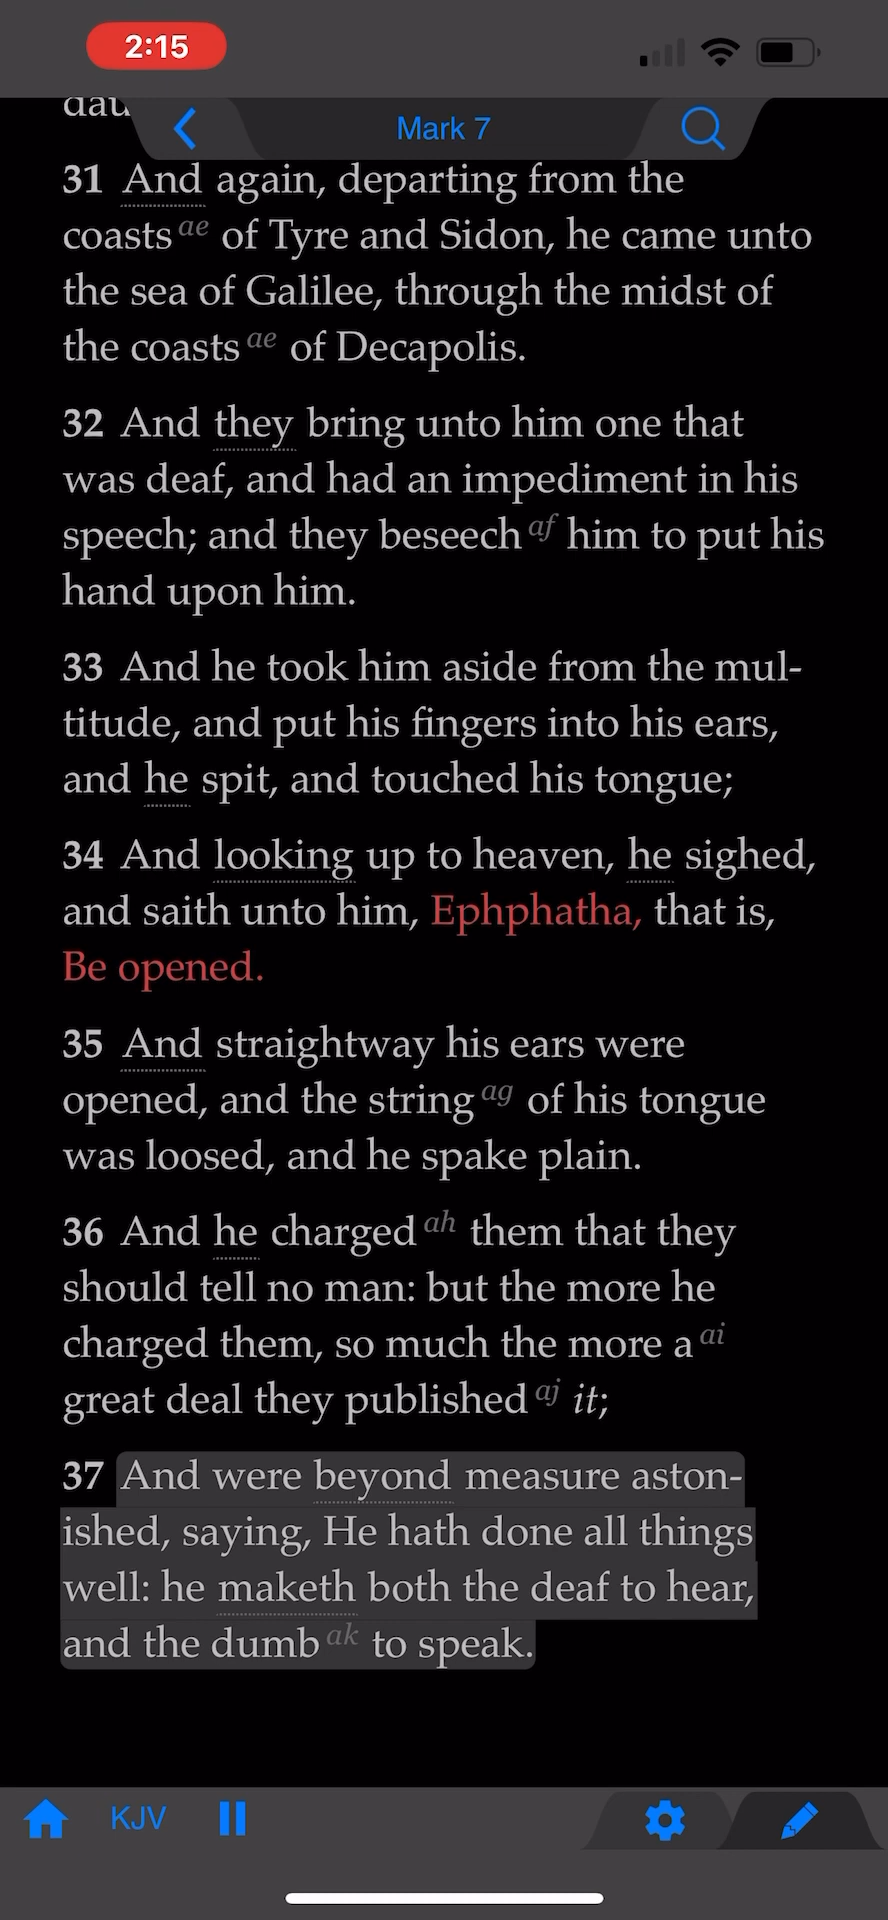 2:15
dau
Mark 7
31 And again, departing from the
coasts ae of Tyre and Sidon, he came unto
the sea of Galilee, through the midst of
the coasts ae of Decapolis.
32 And they bring unto him one that
was deaf, and had an impediment in his
speech; and they beseech af him to put his
hand upon him.
33 And he took him aside from the mul-
titude, and put his fingers into his ears,
and he spit, and touched his tongue;
34 And looking up to heaven, he sighed,
and saith unto him, Ephphatha, that is,
Be opened.
35 And straightway his ears were
opened, and the string ag of his tongue
was loosed, and he spake plain.
36 And he charged ah them that they
should tell no man: but the more he
charged them, so much the more a ai
great deal they published aj it;
37 And were beyond measure aston-
ished, saying, He hath done all things
well: he maketh both the deaf to hear,
and the dumb ak to speak.
KJV